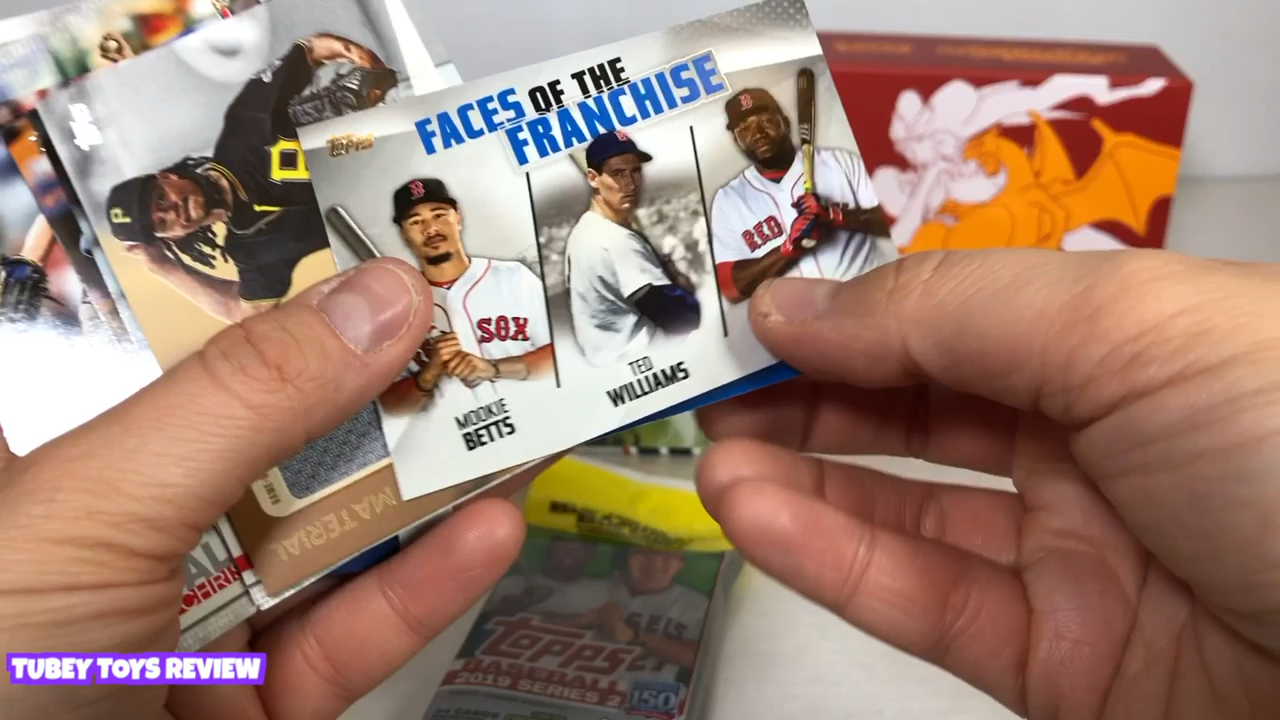 FACES OF THE
FRANCHISE
Topps
B
B
RED
SOX
P
TED
WILLIAMS
MOOKIE
BETTS
MATERIAL
Topps
BASEBALL
2019 SERIES 2
150
TUBEY TOYS REVIEW